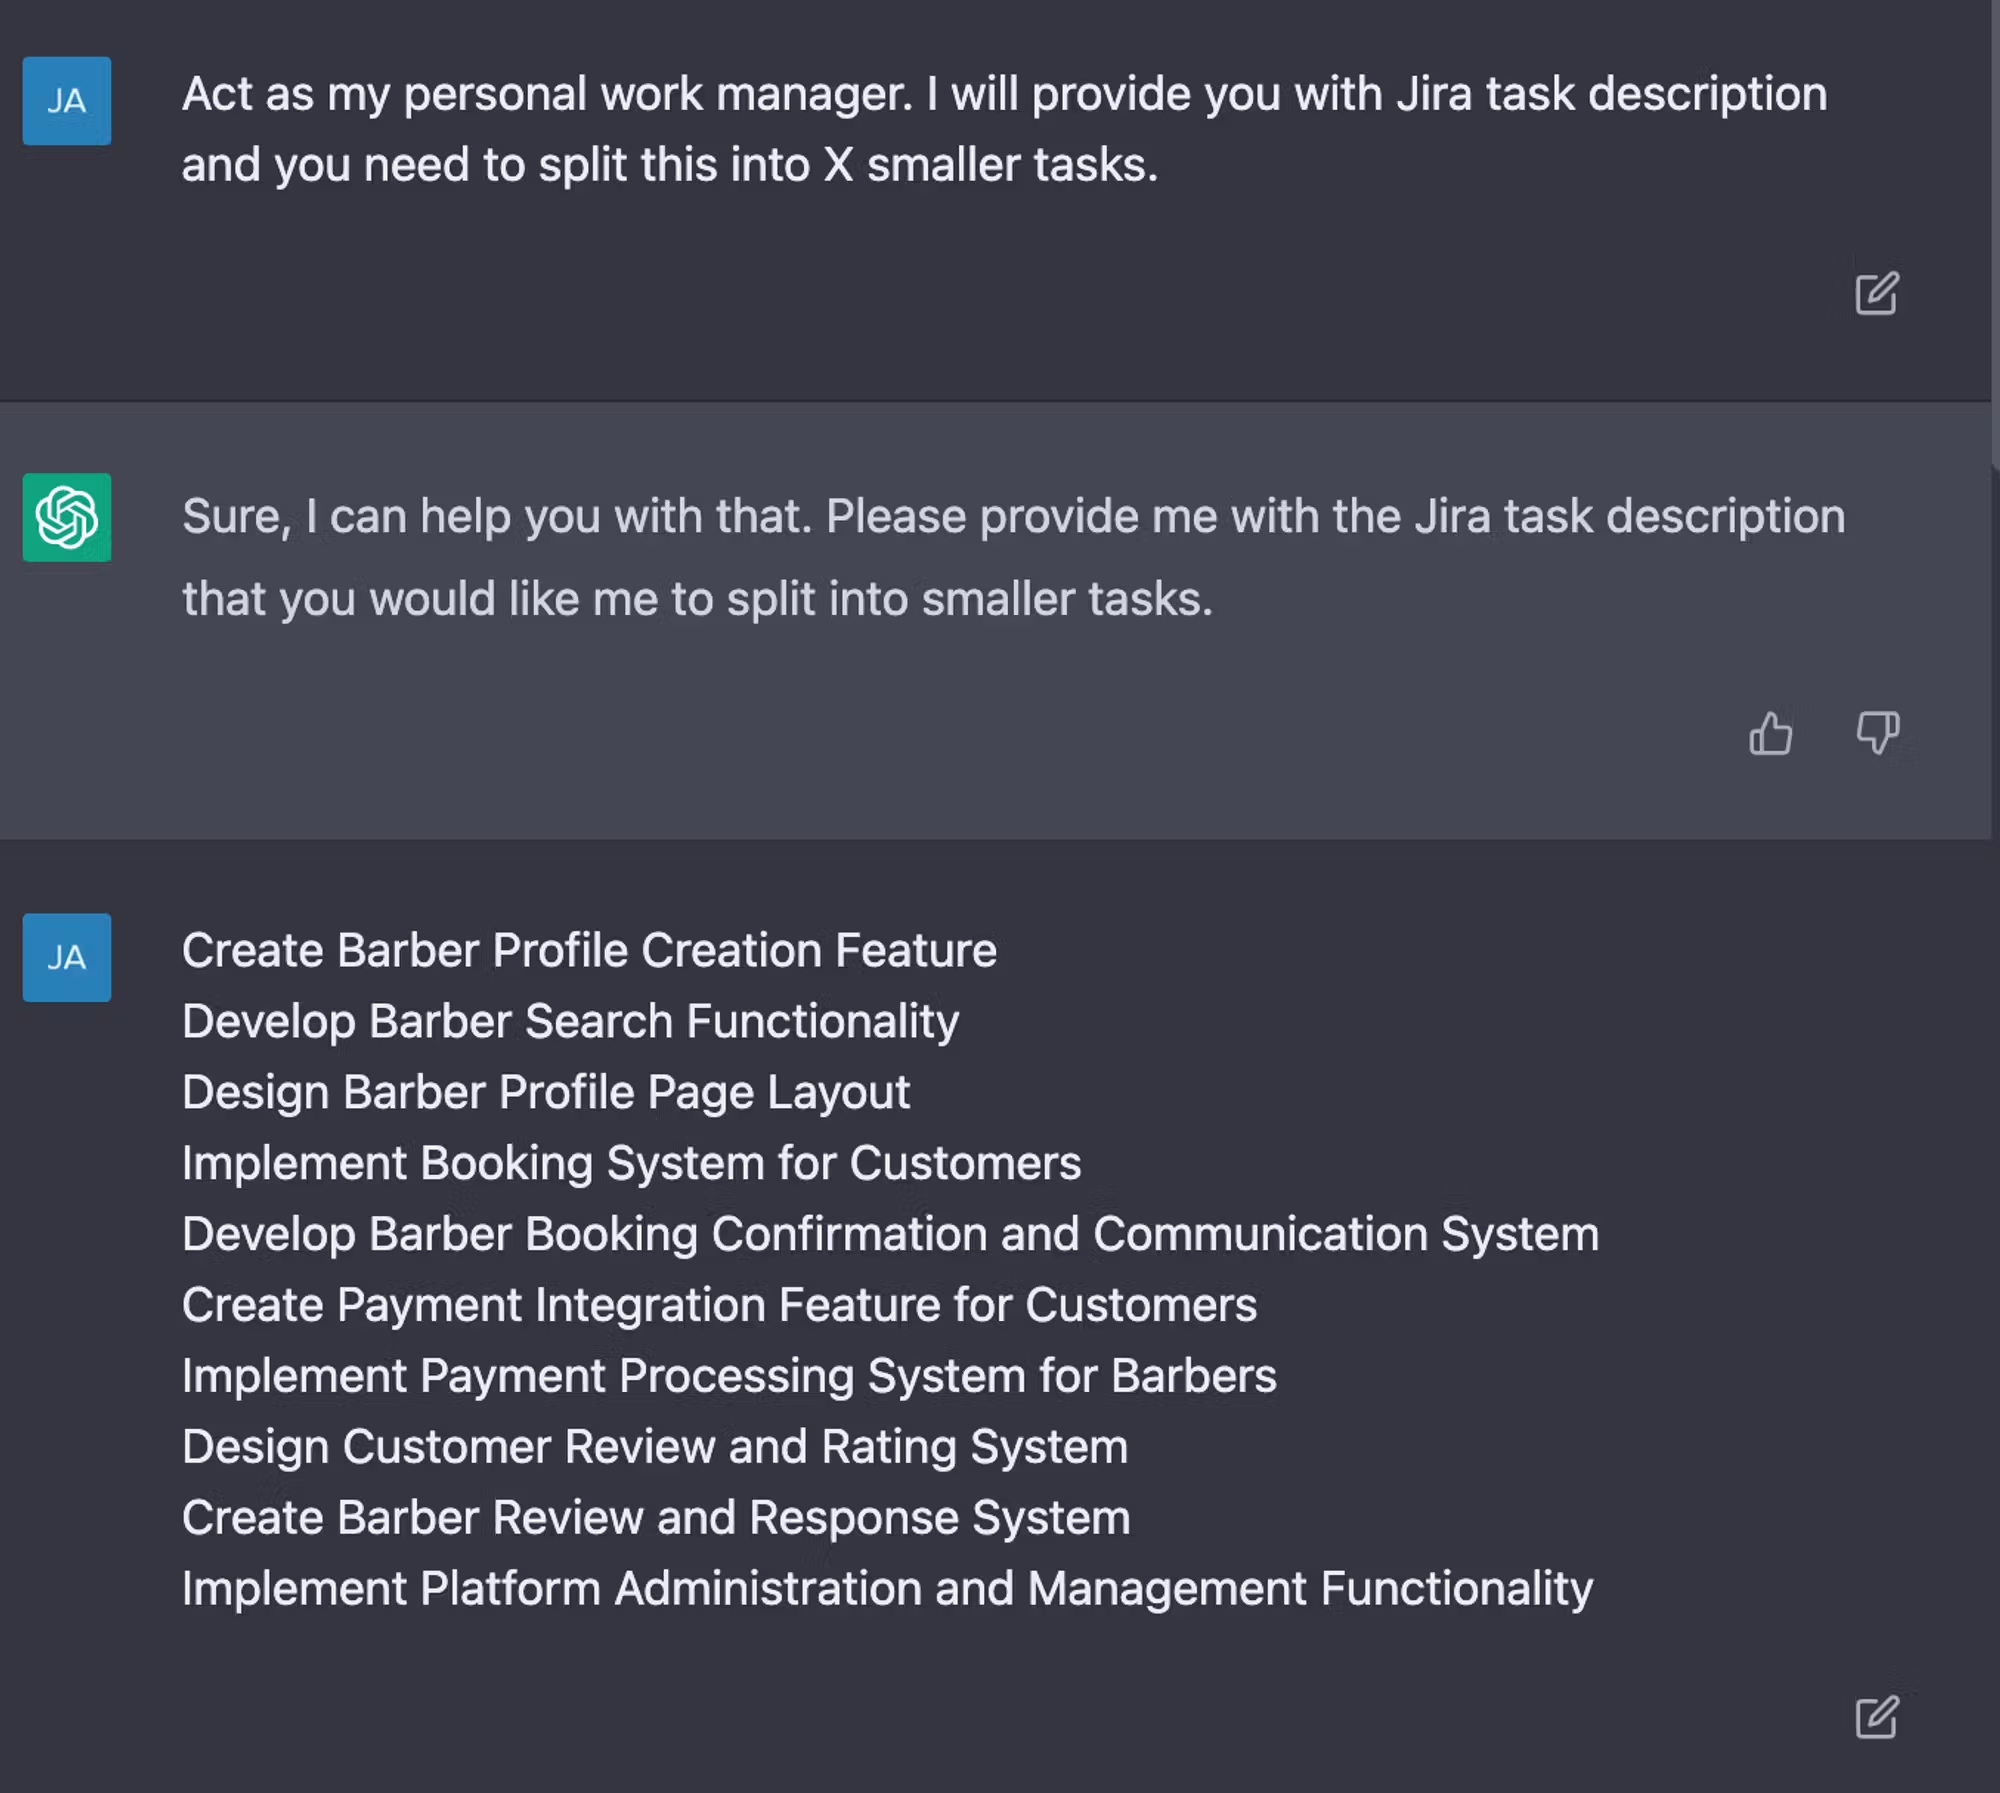 JA
Act as my personal work manager. I will provide you with Jira task description
and you need to split this into X smaller tasks.
Sure, I can help you with that. Please provide me with the Jira task description
that you would like me to split into smaller tasks.
JA
Create Barber Profile Creation Feature
Develop Barber Search Functionality
Design Barber Profile Page Layout
Implement Booking System for Customers
Develop Barber Booking Confirmation and Communication System
Create Payment Integration Feature for Customers
Implement Payment Processing System for Barbers
Design Customer Review and Rating System
Create Barber Review and Response System
Implement Platform Administration and Management Functionality